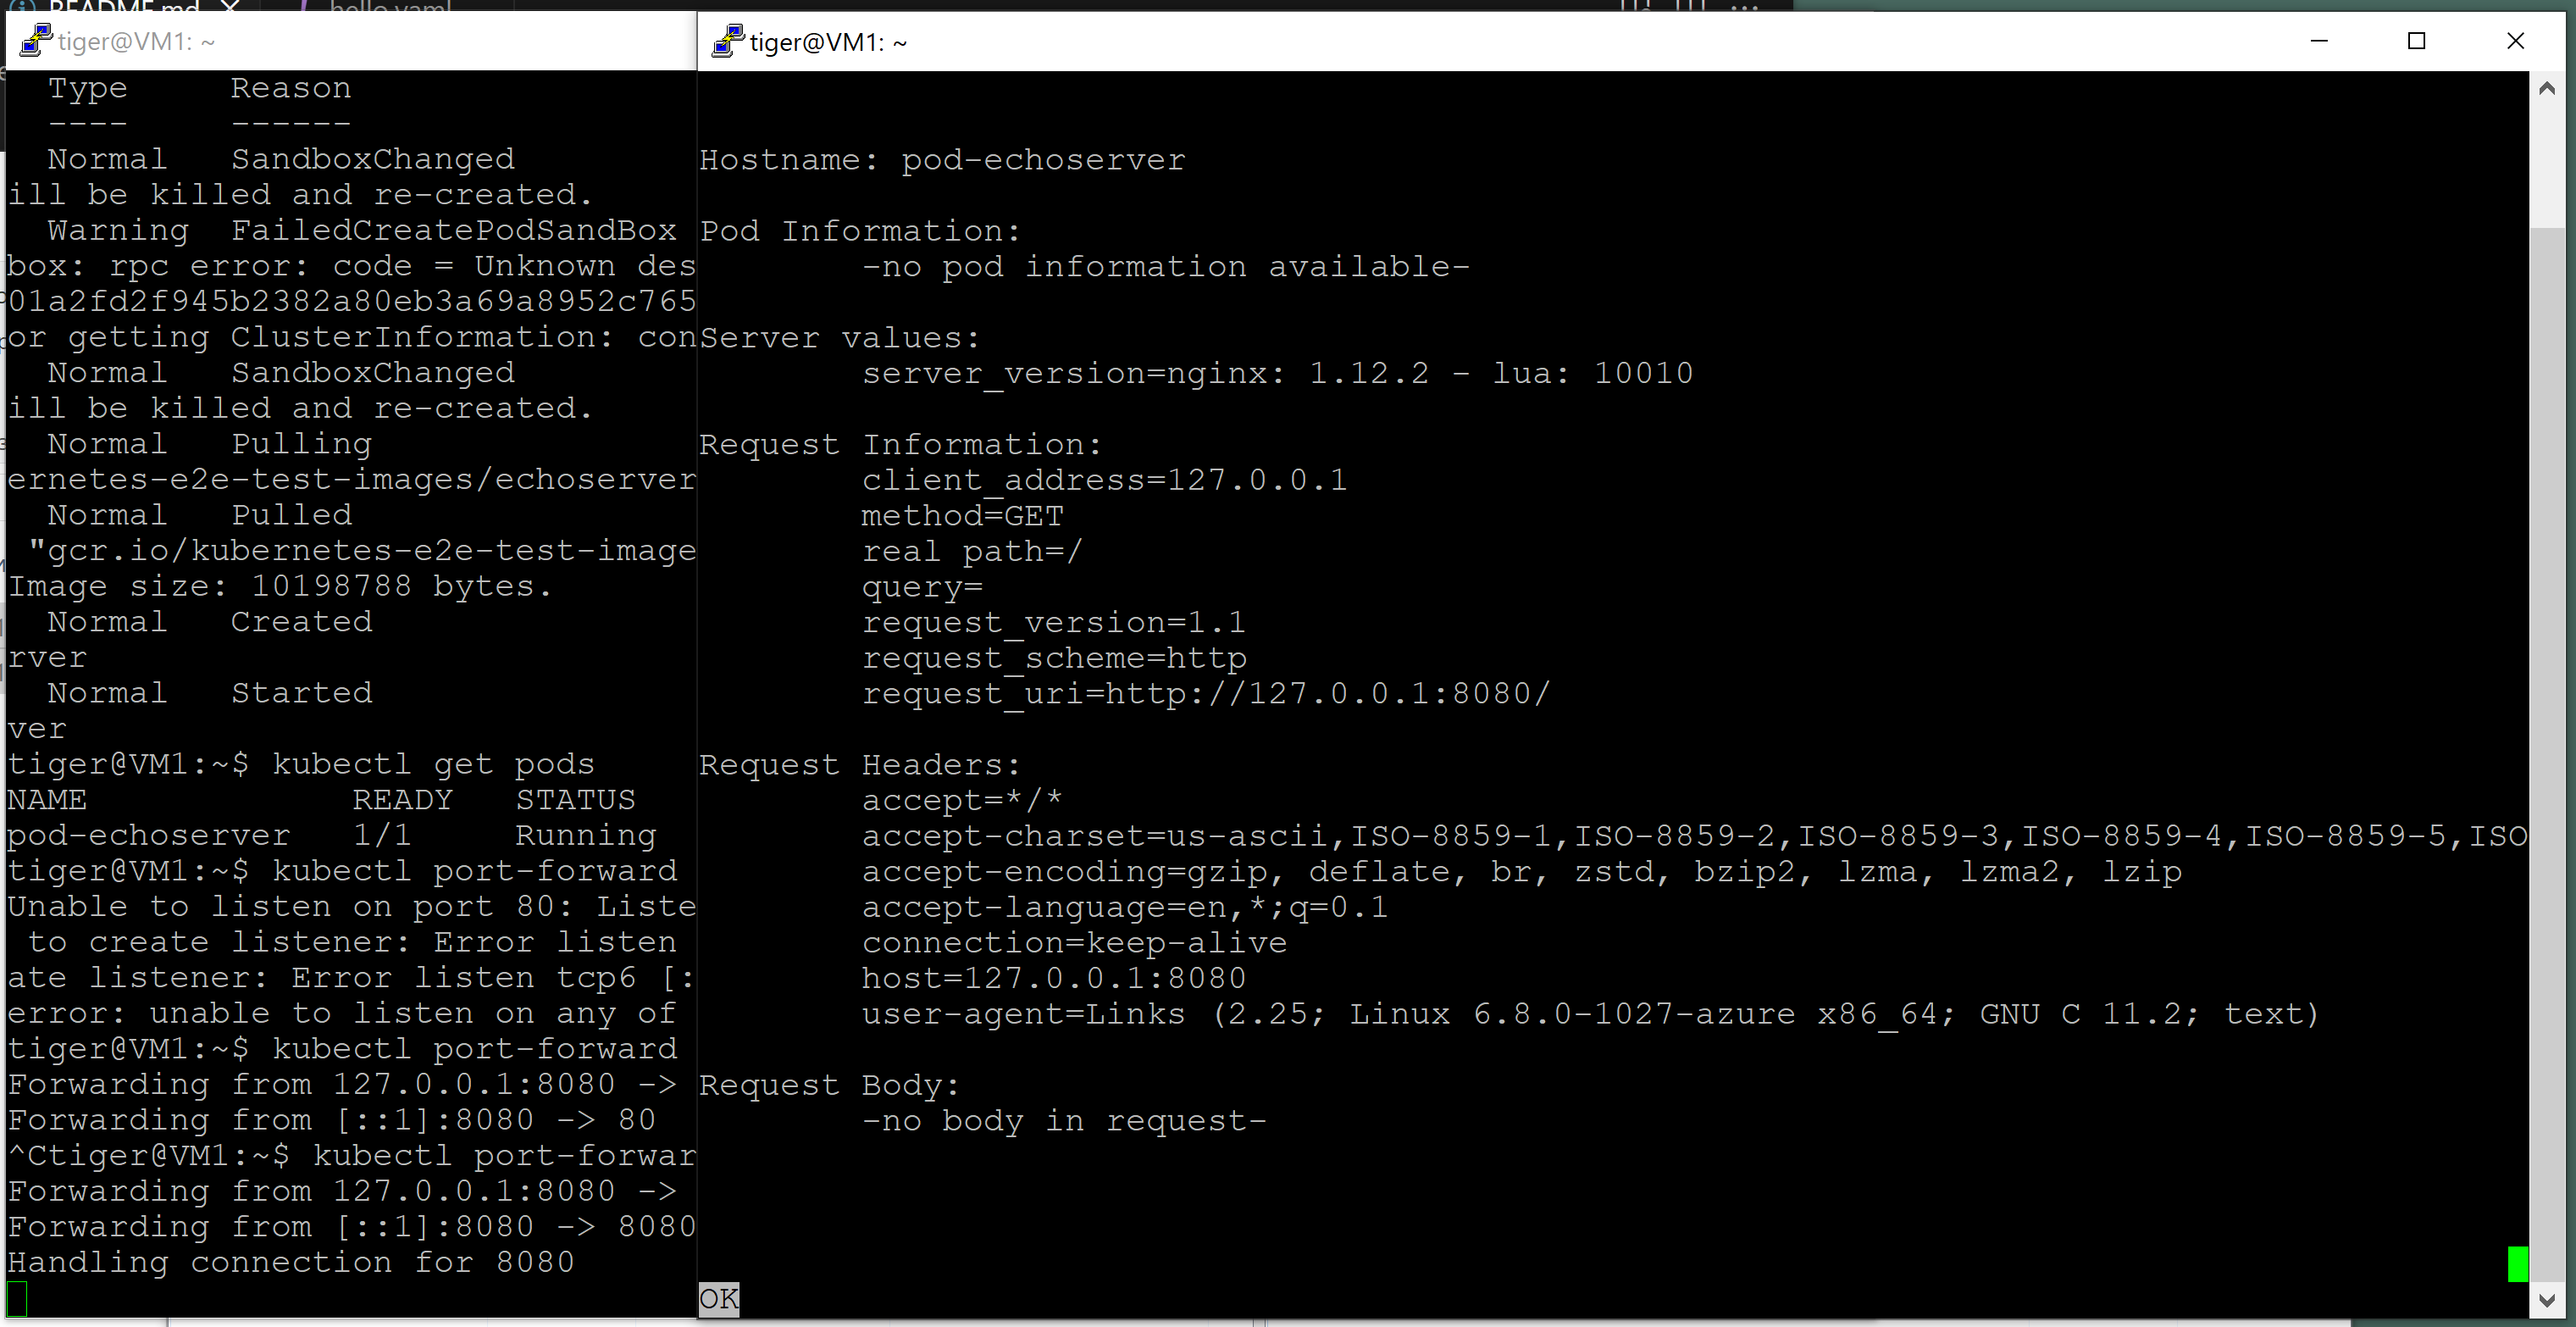 README.md
hello.yaml
tiger@VM1: ~
Type Reason
---- ------
Normal SandboxChanged
ill be killed and re-created.
Warning FailedCreatePodSandBox
box: rpc error: code = Unknown des
01a2fd2f945b2382a80eb3a69a8952c765
or getting ClusterInformation: con
Normal SandboxChanged
ill be killed and re-created.
Normal Pulling
ernetes-e2e-test-images/echoserver
Normal Pulled
"gcr.io/kubernetes-e2e-test-image
Image size: 10198788 bytes.
Normal Created
rver
Normal Started
ver
tiger@VM1:~$ kubectl get pods
NAME READY STATUS
pod-echoserver 1/1 Running
tiger@VM1:~$ kubectl port-forward
Unable to listen on port 80: Liste
to create listener: Error listen
ate listener: Error listen tcp6 [:
error: unable to listen on any of
tiger@VM1:~$ kubectl port-forward
Forwarding from 127.0.0.1:8080 ->
Forwarding from [::1]:8080 -> 80
^Ctiger@VM1:~$ kubectl port-forwar
Forwarding from 127.0.0.1:8080 ->
Forwarding from [::1]:8080 -> 8080
Handling connection for 8080
tiger@VM1: ~
Hostname: pod-echoserver
Pod Information:
-no pod information available-
Server values:
server_version=nginx: 1.12.2 - lua: 10010
Request Information:
client_address=127.0.0.1
method=GET
real path=/
query=
request_version=1.1
request_scheme=http
request_uri=http://127.0.0.1:8080/
Request Headers:
accept=*/*
accept-charset=us-ascii,ISO-8859-1,ISO-8859-2,ISO-8859-3,ISO-8859-4,ISO-8859-5,ISO
accept-encoding=gzip, deflate, br, zstd, bzip2, lzma, lzma2, lzip
accept-language=en,*;q=0.1
connection=keep-alive
host=127.0.0.1:8080
user-agent=Links (2.25; Linux 6.8.0-1027-azure x86_64; GNU C 11.2; text)
Request Body:
-no body in request-
OK